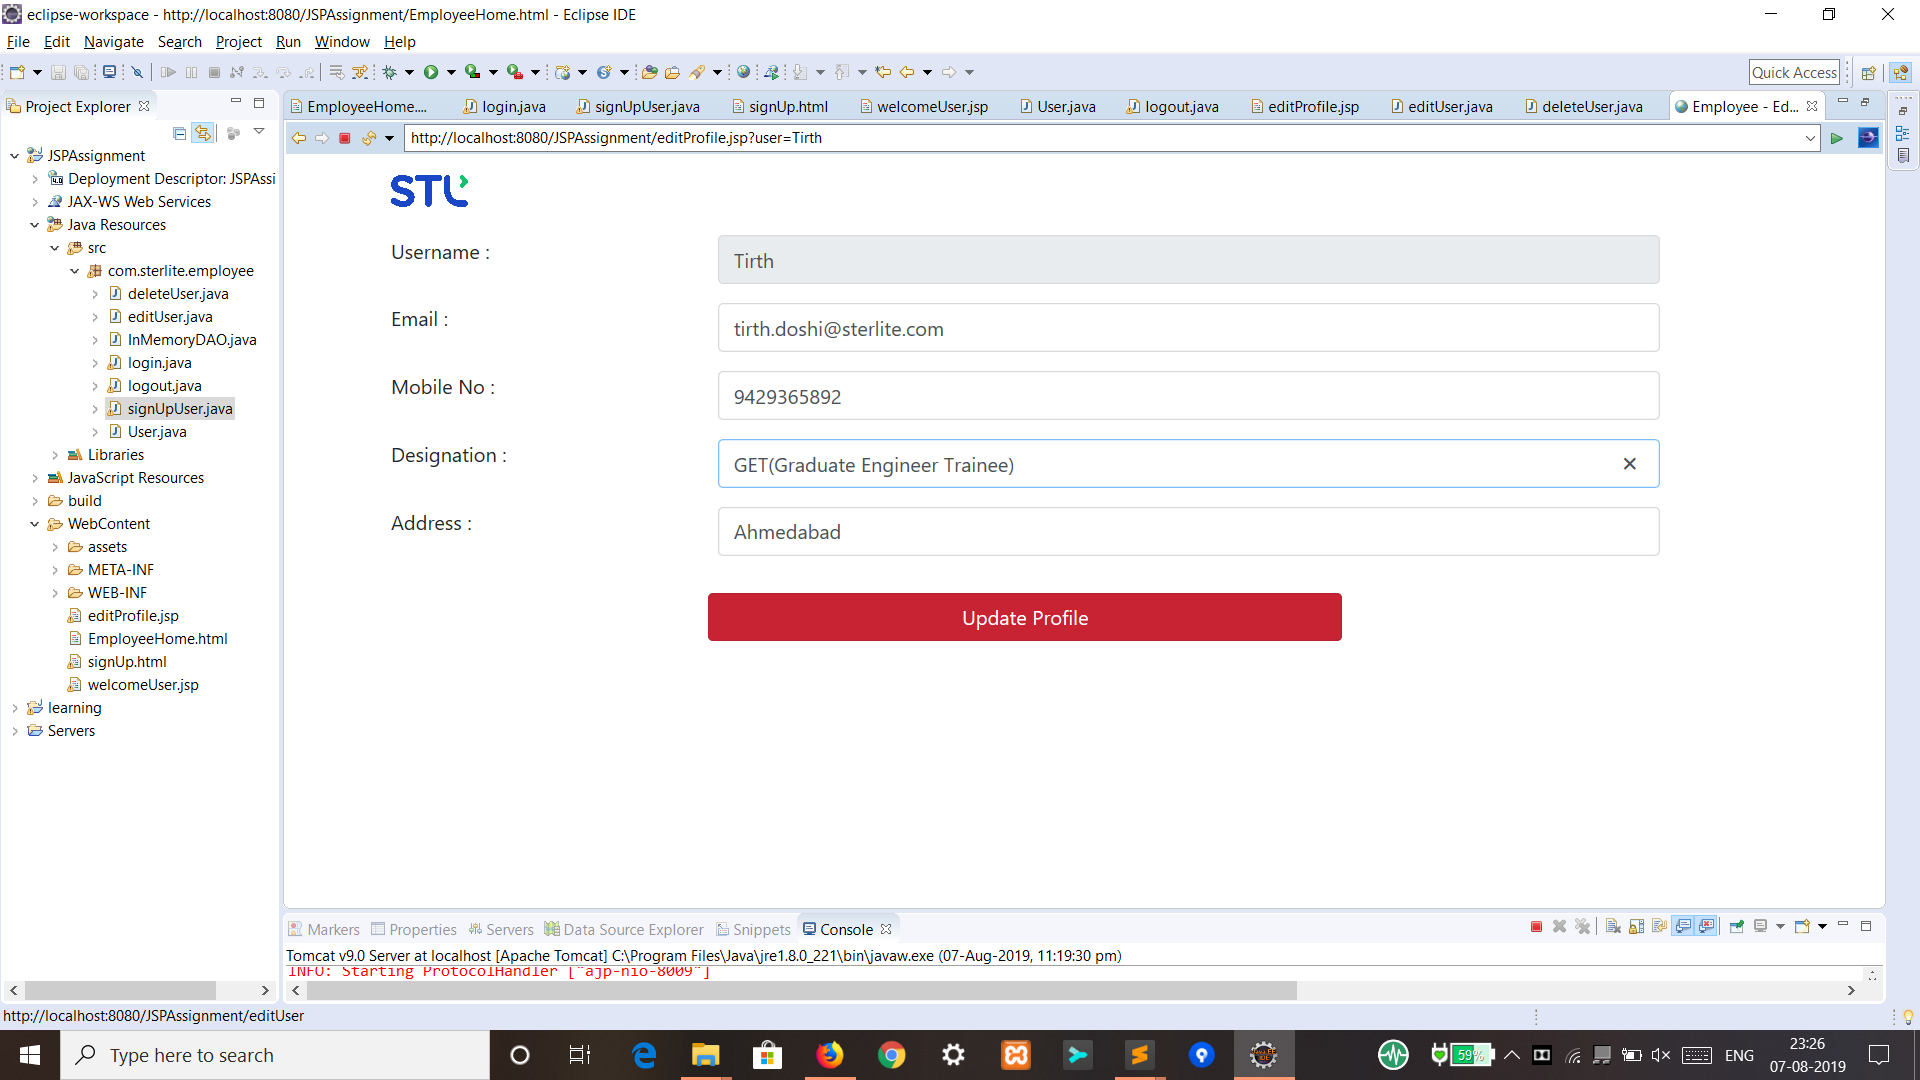 eclipse-workspace - http://localhost:8080/JSPAssignment/EmployeeHome.html - Eclipse IDE
File Edit Navigate Search Project Run Window Help
Quick Access
Project Explorer
EmployeeHome.... login.java signUpUser.java signUp.html welcomeUser.jsp User.java logout.java editProfile.jsp editUser.java deleteUser.java Employee - Ed...
http://localhost:8080/JSPAssignment/editProfile.jsp?user=Tirth
JSPAssignment
Deployment Descriptor: JSPAssi
JAX-WS Web Services
Java Resources
src
com.sterlite.employee
deleteUser.java
editUser.java
InMemoryDAO.java
login.java
logout.java
signUpUser.java
User.java
Libraries
JavaScript Resources
build
WebContent
assets
META-INF
WEB-INF
editProfile.jsp
EmployeeHome.html
signUp.html
welcomeUser.jsp
learning
Servers
STL
Username : Tirth
Email : tirth.doshi@sterlite.com
Mobile No : 9429365892
Designation : GET(Graduate Engineer Trainee)
Address : Ahmedabad
Update Profile
Markers Properties Servers Data Source Explorer Snippets Console
Tomcat v9.0 Server at localhost [Apache Tomcat] C:\Program Files\Java\jre1.8.0_221\bin\javaw.exe (07-Aug-2019, 11:19:30 pm)
INFO: Starting ProtocolHandler ["ajp-nio-8009"]
http://localhost:8080/JSPAssignment/editUser
Type here to search
59%
ENG
23:26
07-08-2019